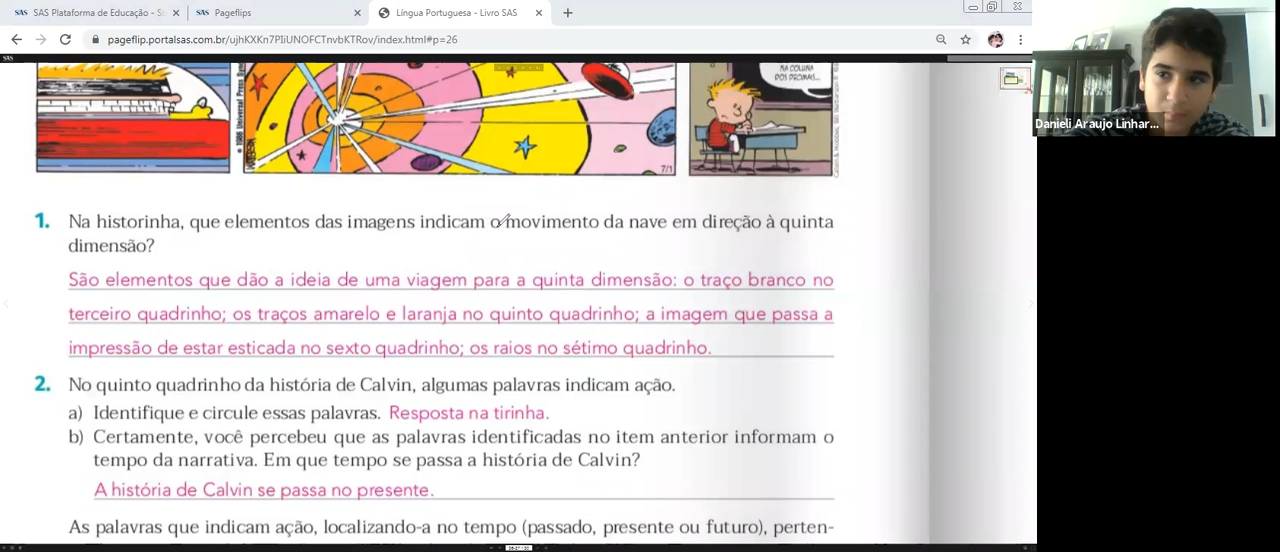 SAS Plataforma de Educação - S
Pageflips
Língua Portuguesa - Livro SAS
pageflip.portalsas.com.br/ujhKXKn7PIiUNOFCTnvbKTRov/index.html#p=26
SAS
NA COLUNA
7/1
Danieli Araujo Linhar...
1. Na historinha, que elementos das imagens indicam o movimento da nave em direção à quinta
dimensão?
São elementos que dão a ideia de uma viagem para a quinta dimensão: o traço branco no
terceiro quadrinho; os traços amarelo e laranja no quinto quadrinho; a imagem que passa a
impressão de estar esticada no sexto quadrinho; os raios no sétimo quadrinho.
2. No quinto quadrinho da história de Calvin, algumas palavras indicam ação.
a) Identifique e circule essas palavras. Resposta na tirinha.
b) Certamente, você percebeu que as palavras identificadas no item anterior informam o
tempo da narrativa. Em que tempo se passa a história de Calvin?
A história de Calvin se passa no presente.
As palavras que indicam ação, localizando-a no tempo (passado, presente ou futuro), perten-